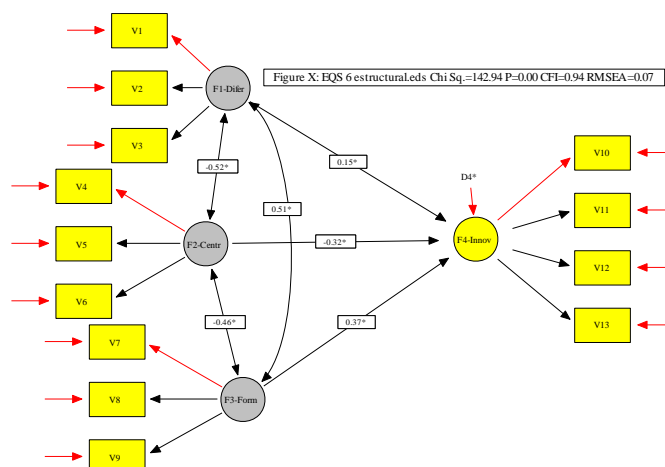 V1
Figure X: EQS 6 estructural.eds Chi Sq.=142.94 P=0.00 CFI=0.94 RMSEA=0.07
V2
F1-Difer
V3
V10
-0.52*
0.15*
D4*
V4
V11
0.51*
V5
F2-Centr
-0.32*
F4-Innov
V12
V6
V13
-0.46*
0.37*
V7
V8
F3-Form
V9